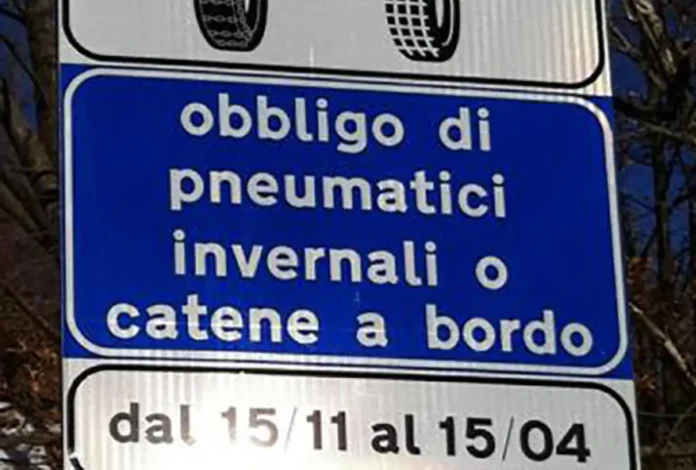 obbligo di
pneumatici
invernali o
catene a bordo
dal 15/11 al 15/04